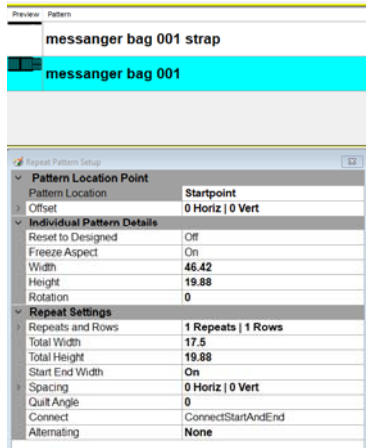 Preview Pattern
messanger bag 001 strap
messanger bag 001
Repeat Pattern Setup
Pattern Location Point
Pattern Location Startpoint
Offset 0 Horiz | 0 Vert
Individual Pattern Details
Reset to Designed Off
Freeze Aspect On
Width 46.42
Height 19.88
Rotation 0
Repeat Settings
Repeats and Rows 1 Repeats | 1 Rows
Total Width 17.5
Total Height 19.88
Start End Width On
Spacing 0 Horiz | 0 Vert
Quilt Angle 0
Connect ConnectStartAndEnd
Alternating None